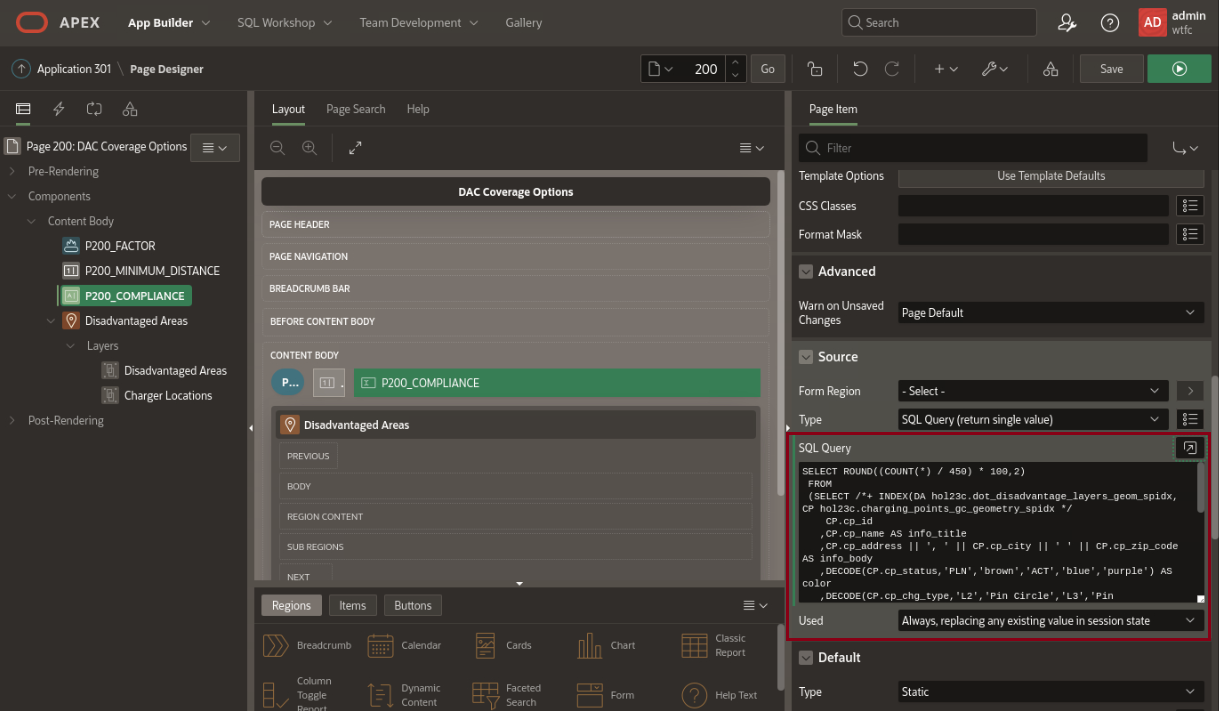 APEX App Builder SQL Workshop Team Development Gallery Search AD admin
wtfc
Application 301 \ Page Designer 200 Go Save
Layout Page Search Help
Page Item
Page 200: DAC Coverage Options
Pre-Rendering
Components
Content Body
P200_FACTOR
P200_MINIMUM_DISTANCE
P200_COMPLIANCE
Disadvantaged Areas
Layers
Disadvantaged Areas
Charger Locations
Post-Rendering
DAC Coverage Options
PAGE HEADER
PAGE NAVIGATION
BREADCRUMB BAR
BEFORE CONTENT BODY
CONTENT BODY
P... . P200_COMPLIANCE
Disadvantaged Areas
PREVIOUS
BODY
REGION CONTENT
SUB REGIONS
NEXT
Regions Items Buttons
Breadcrumb
Calendar
Cards
Chart
Classic
Report
Column
Toggle
Report
Dynamic
Content
Faceted
Search
Form
Help Text
Filter
Template Options Use Template Defaults
CSS Classes
Format Mask
Advanced
Warn on Unsaved
Changes
Page Default
Source
Form Region - Select -
Type SQL Query (return single value)
SQL Query
SELECT ROUND((COUNT(*) / 450) * 100,2)
FROM
(SELECT /*+ INDEX(DA hol23c.dot_disadvantage_layers_geom_spidx,
CP hol23c.charging_points_gc_geometry_spidx */
CP.cp_id
,CP.cp_name AS info_title
,CP.cp_address || ', ' || CP.cp_city || ' ' || CP.cp_zip_code
AS info_body
,DECODE(CP.cp_status,'PLN','brown','ACT','blue','purple') AS
color
,DECODE(CP.cp_chg_type,'L2','Pin Circle','L3','Pin
Used Always, replacing any existing value in session state
Default
Type Static